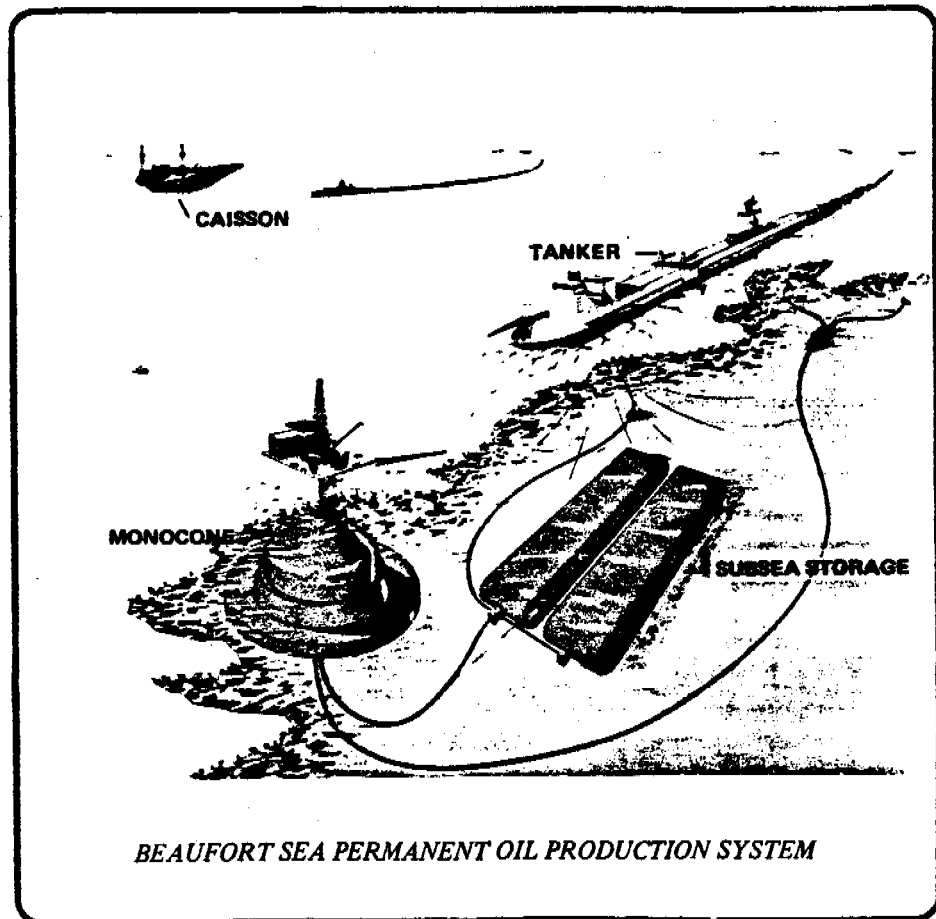 CAISSON
TANKER
MONOCONE
SUBSEA STORAGE
BEAUFORT SEA PERMANENT OIL PRODUCTION SYSTEM